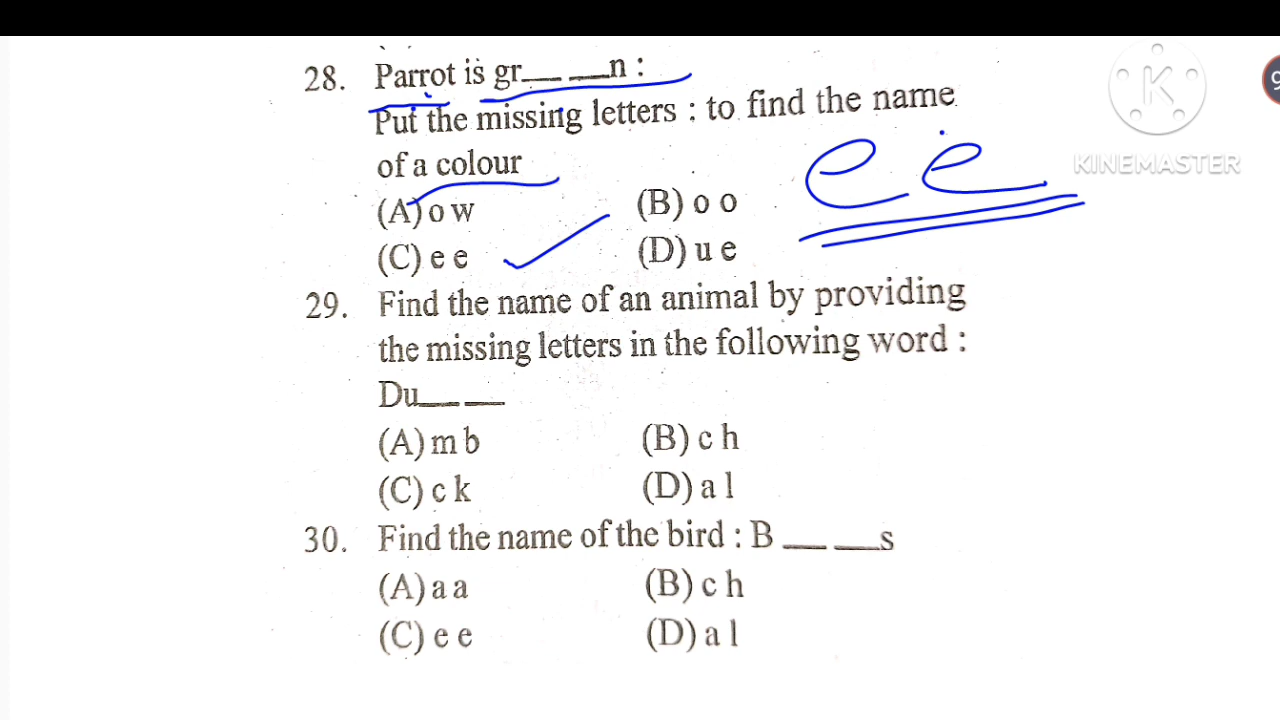 28. Parrot is gr__ __n :
Put the missing letters : to find the name
of a colour
e e
KINEMASTER
(A) o w (B) o o
(C) e e (D) u e
29. Find the name of an animal by providing
the missing letters in the following word :
Du__ __
(A) m b (B) c h
(C) c k (D) a l
30. Find the name of the bird : B __ __s
(A) a a (B) c h
(C) e e (D) a l